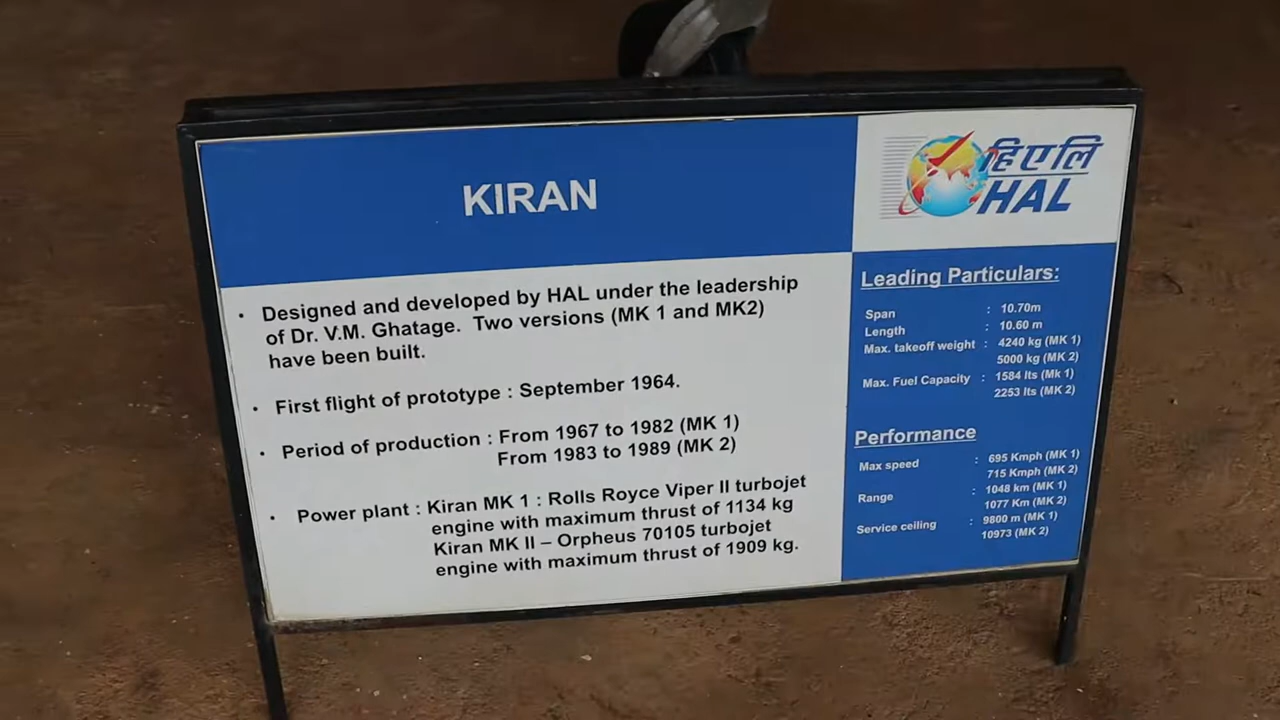 KIRAN
हिएलि
HAL
• Designed and developed by HAL under the leadership
of Dr. V.M. Ghatage. Two versions (MK 1 and MK2)
have been built.
• First flight of prototype : September 1964.
• Period of production : From 1967 to 1982 (MK 1)
From 1983 to 1989 (MK 2)
• Power plant : Kiran MK 1 : Rolls Royce Viper II turbojet
engine with maximum thrust of 1134 kg
Kiran MK II – Orpheus 70105 turbojet
engine with maximum thrust of 1909 kg.
Leading Particulars:
Span : 10.70m
Length : 10.60 m
Max. takeoff weight : 4240 kg (MK 1)
5000 kg (MK 2)
Max. Fuel Capacity : 1584 lts (Mk 1)
2253 lts (MK 2)
Performance
Max speed : 695 Kmph (MK 1)
715 Kmph (MK 2)
Range : 1048 km (MK 1)
1077 Km (MK 2)
Service ceiling : 9800 m (MK 1)
10973 (MK 2)